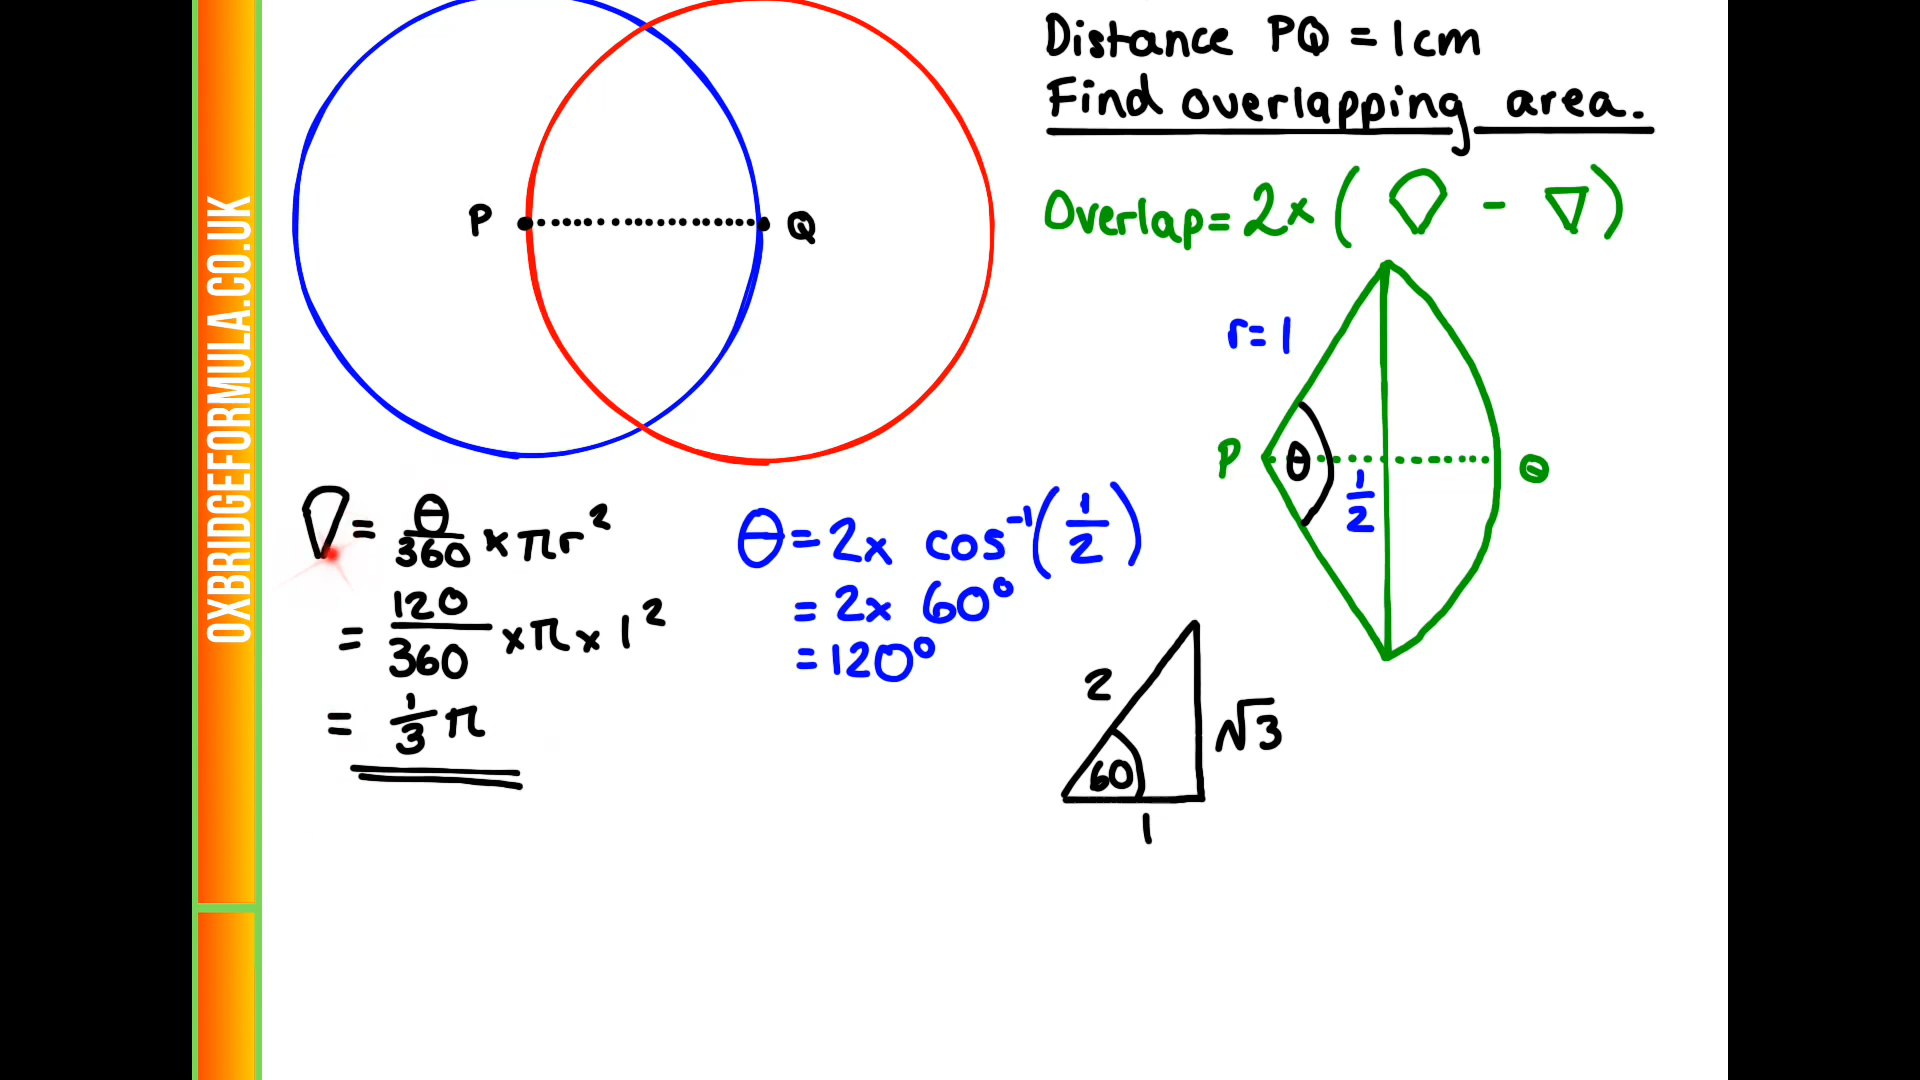 OXBRIDGEFORMULA.CO.UK
Distance PQ = 1cm
Find overlapping area.
Overlap = 2x ( - )
P
Q
r = 1
P
θ
1/2
Q
= θ/360 x πr²
= 120/360 x π x 1²
= 1/3 π
θ = 2x cos⁻¹(1/2)
= 2x 60°
= 120°
2
√3
60
1